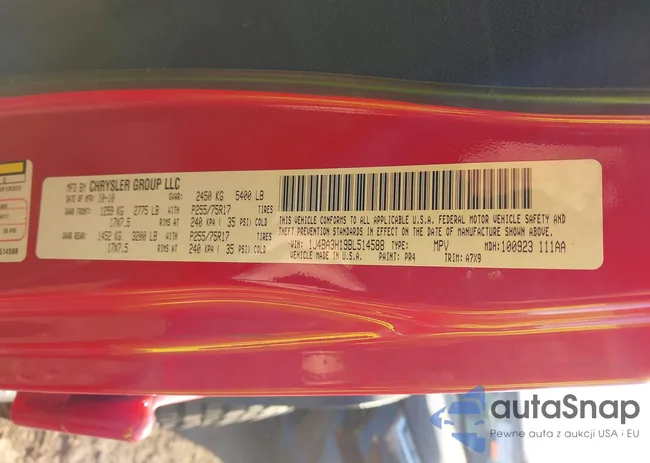 MFD BY CHRYSLER GROUP LLC
DATE OF MFR: 10-10 GVWR: 2450 KG 5400 LB
GAWR FRONT: 1259 KG 2775 LB WITH P255/75R17 TIRES
17X7.5 RIMS AT 240 KPA ( 35 PSI) COLD
GAWR REAR: 1452 KG 3200 LB WITH P255/75R17 TIRES
17X7.5 RIMS AT 240 KPA ( 35 PSI) COLD
THIS VEHICLE CONFORMS TO ALL APPLICABLE U.S.A. FEDERAL MOTOR VEHICLE SAFETY AND
THEFT PREVENTION STANDARDS IN EFFECT ON THE DATE OF MANUFACTURE SHOWN ABOVE.
VIN: 1J4BA3H19BL514588 TYPE: MPV MDH: 100923 111AA
VEHICLE MADE IN U.S.A. PAINT: PR4 TRIM: A7X9
514588
autaSnap
Pewne auta z aukcji USA i EU